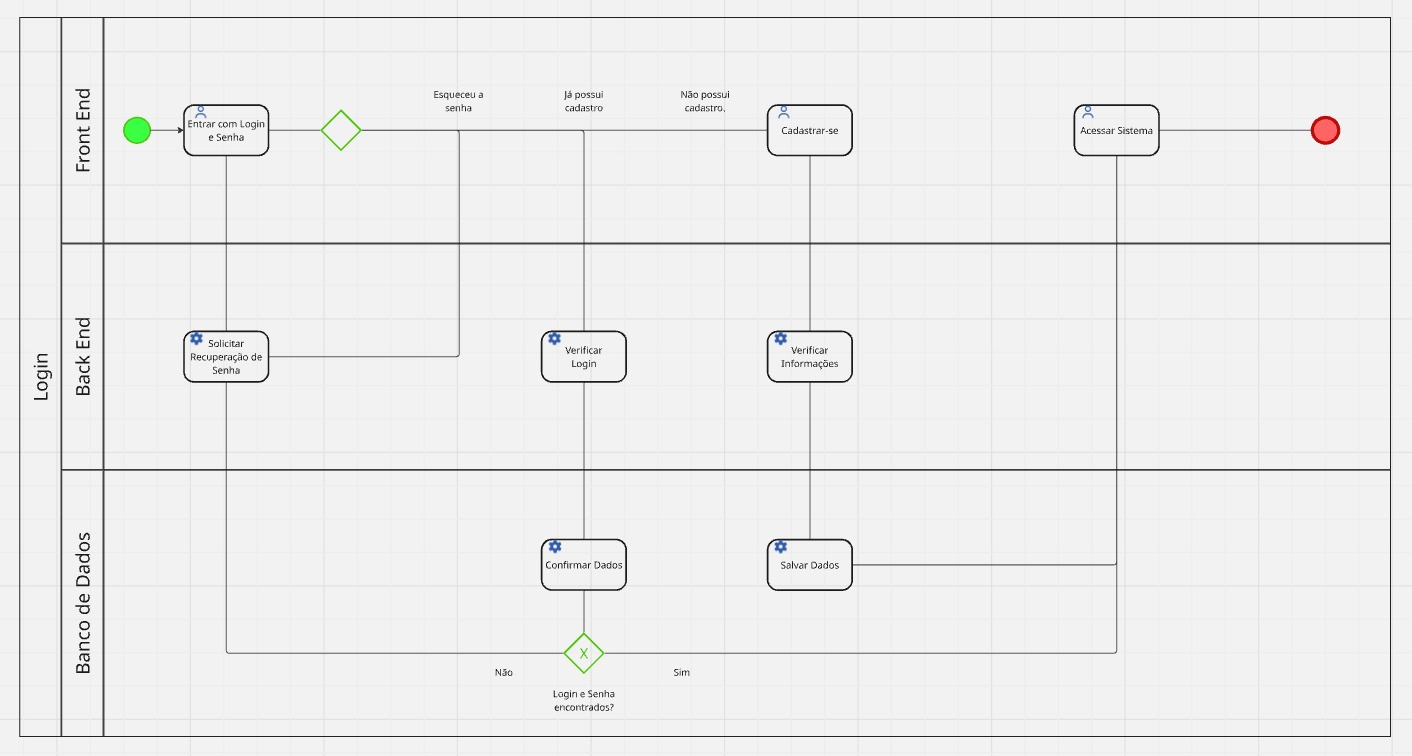 Login
Front End
Entrar com Login
e Senha
Esqueceu a
senha
Já possui
cadastro
Não possui
cadastro.
Cadastrar-se
Acessar Sistema
Back End
Solicitar
Recuperação de
Senha
Verificar
Login
Verificar
Informações
Banco de Dados
Confirmar Dados
Salvar Dados
X
Não
Sim
Login e Senha
encontrados?